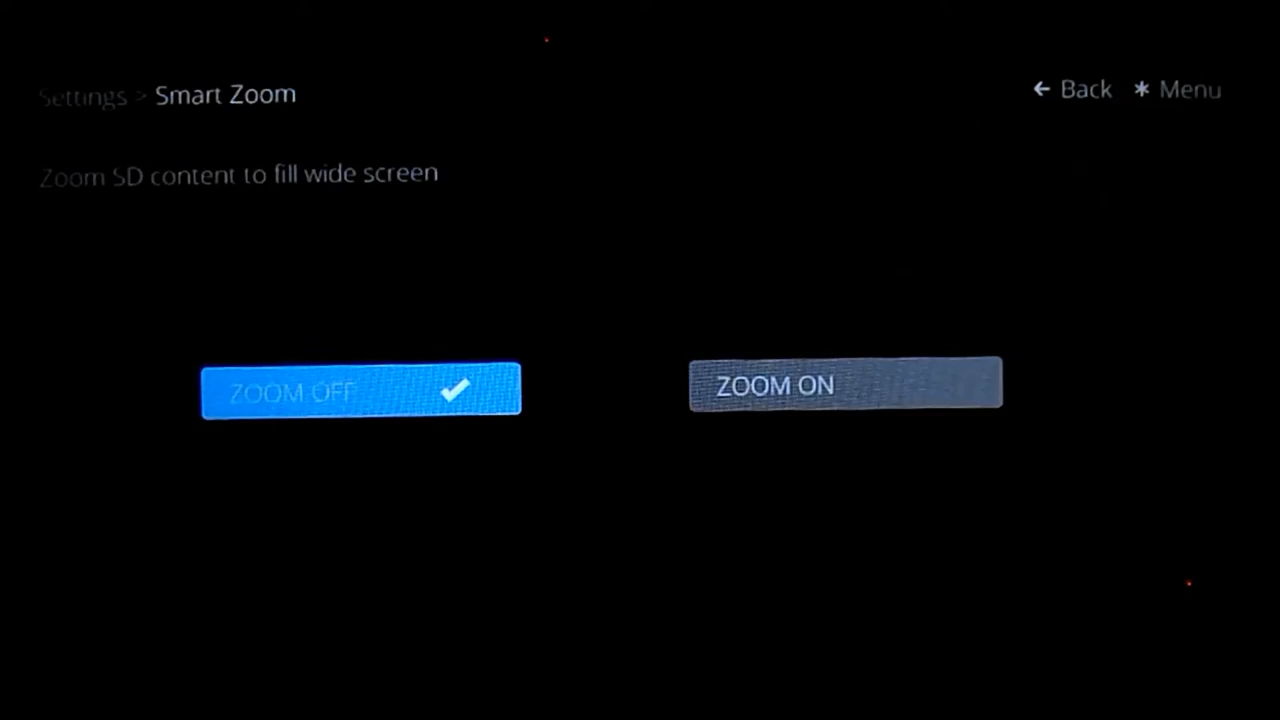 Settings > Smart Zoom
← Back * Menu
Zoom SD content to fill wide screen
ZOOM OFF ✔
ZOOM ON